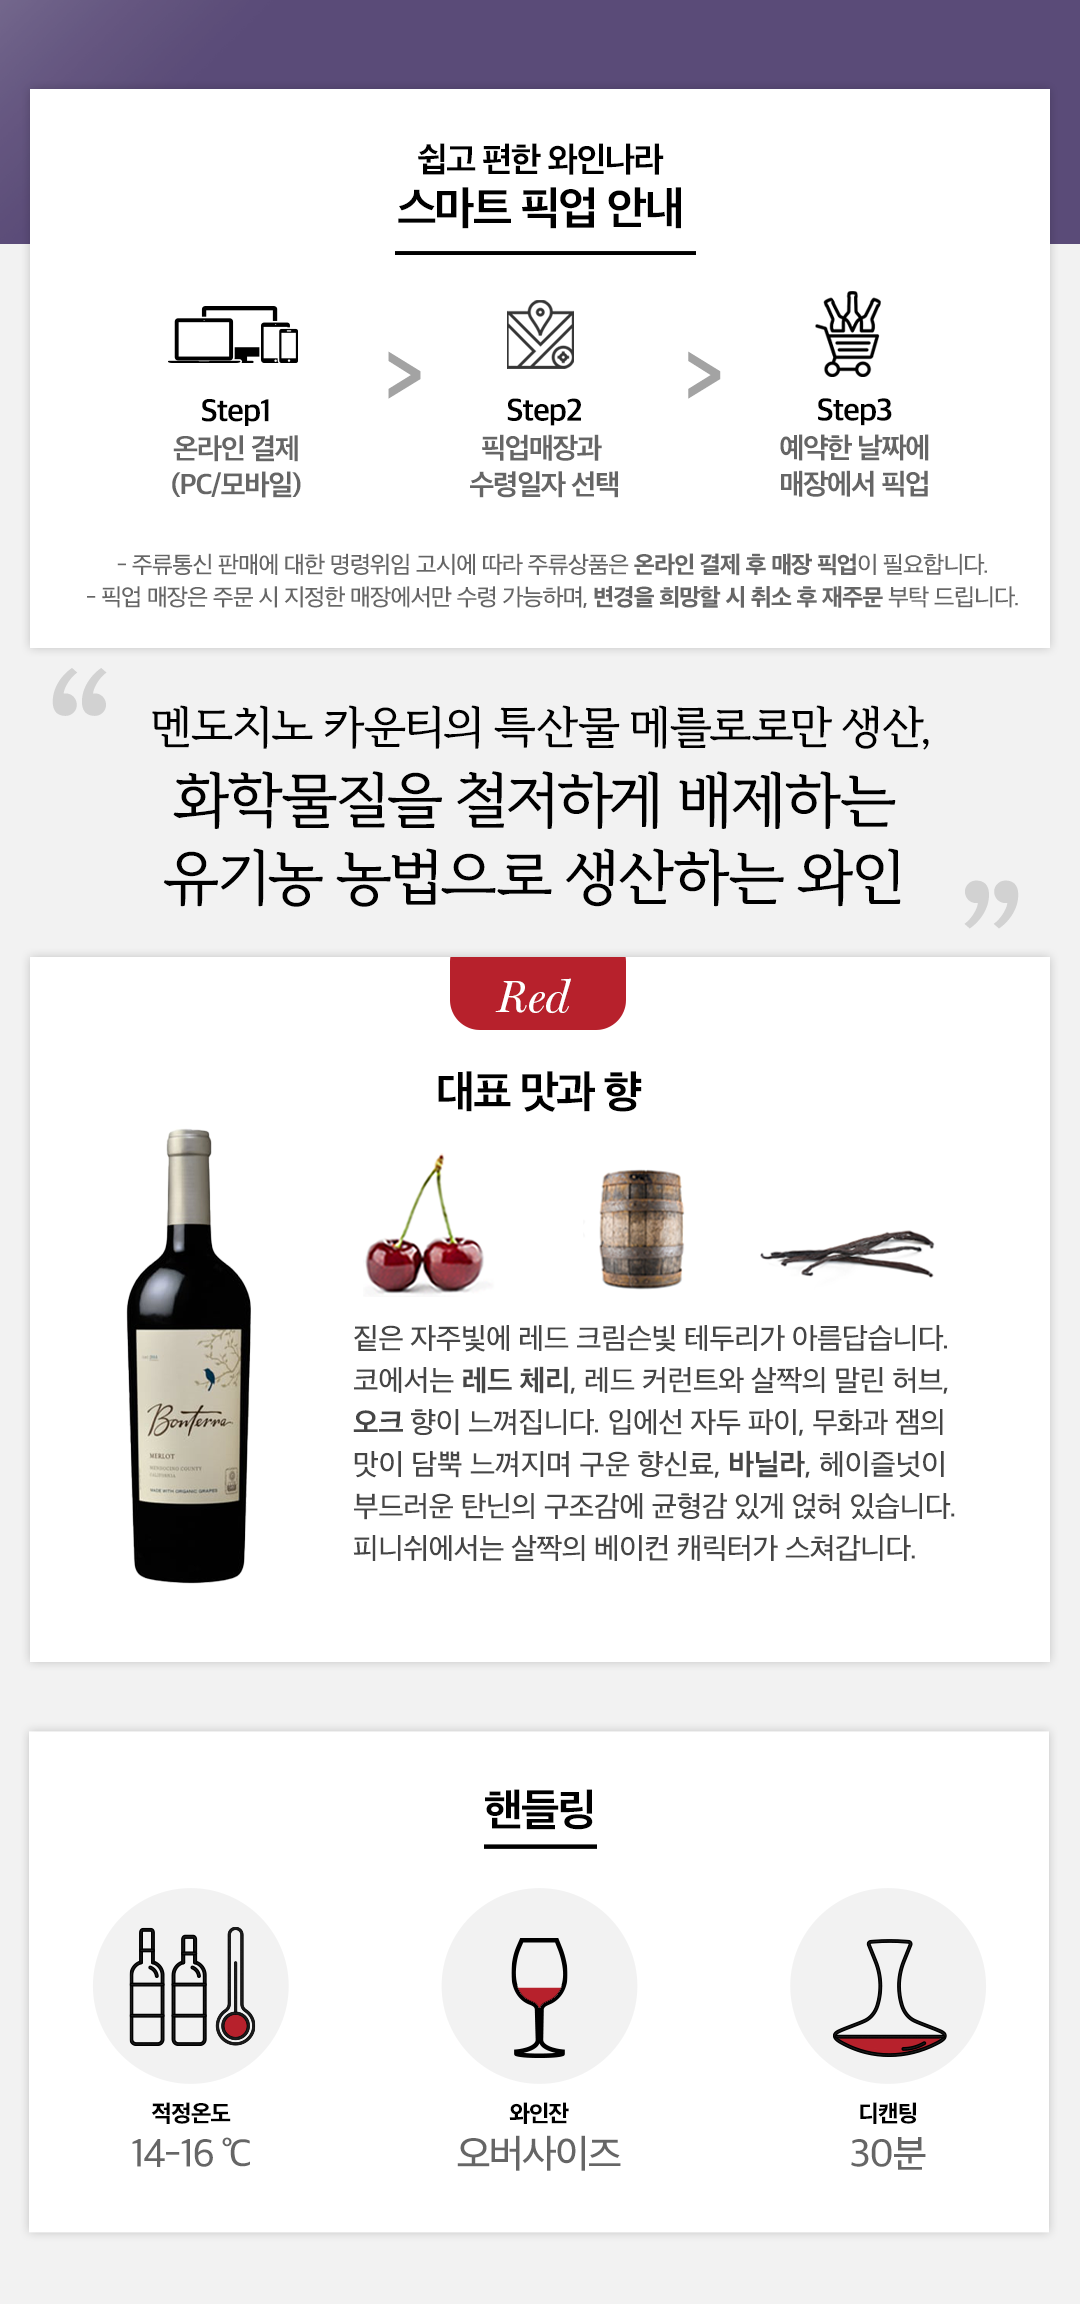 쉽고 편한 와인나라
스마트 픽업 안내
Step1
온라인 결제
(PC/모바일)
>
Step2
픽업매장과
수령일자 선택
>
Step3
예약한 날짜에
매장에서 픽업
- 주류통신 판매에 대한 명령위임 고시에 따라 주류상품은 온라인 결제 후 매장 픽업이 필요합니다.
- 픽업 매장은 주문 시 지정한 매장에서만 수령 가능하며, 변경을 희망할 시 취소 후 재주문 부탁 드립니다.
“
멘도치노 카운티의 특산물 메를로로만 생산,
화학물질을 철저하게 배제하는
유기농 농법으로 생산하는 와인
”
Red
대표 맛과 향
Bonterra
MERLOT
MENDOCINO COUNTY
CALIFORNIA
MADE WITH ORGANIC GRAPES
짙은 자주빛에 레드 크림슨빛 테두리가 아름답습니다.
코에서는 레드 체리, 레드 커런트와 살짝의 말린 허브,
오크 향이 느껴집니다. 입에선 자두 파이, 무화과 잼의
맛이 담뿍 느껴지며 구운 향신료, 바닐라, 헤이즐넛이
부드러운 탄닌의 구조감에 균형감 있게 얹혀 있습니다.
피니쉬에서는 살짝의 베이컨 캐릭터가 스쳐갑니다.
핸들링
적정온도
14-16 ℃
와인잔
오버사이즈
디캔팅
30분